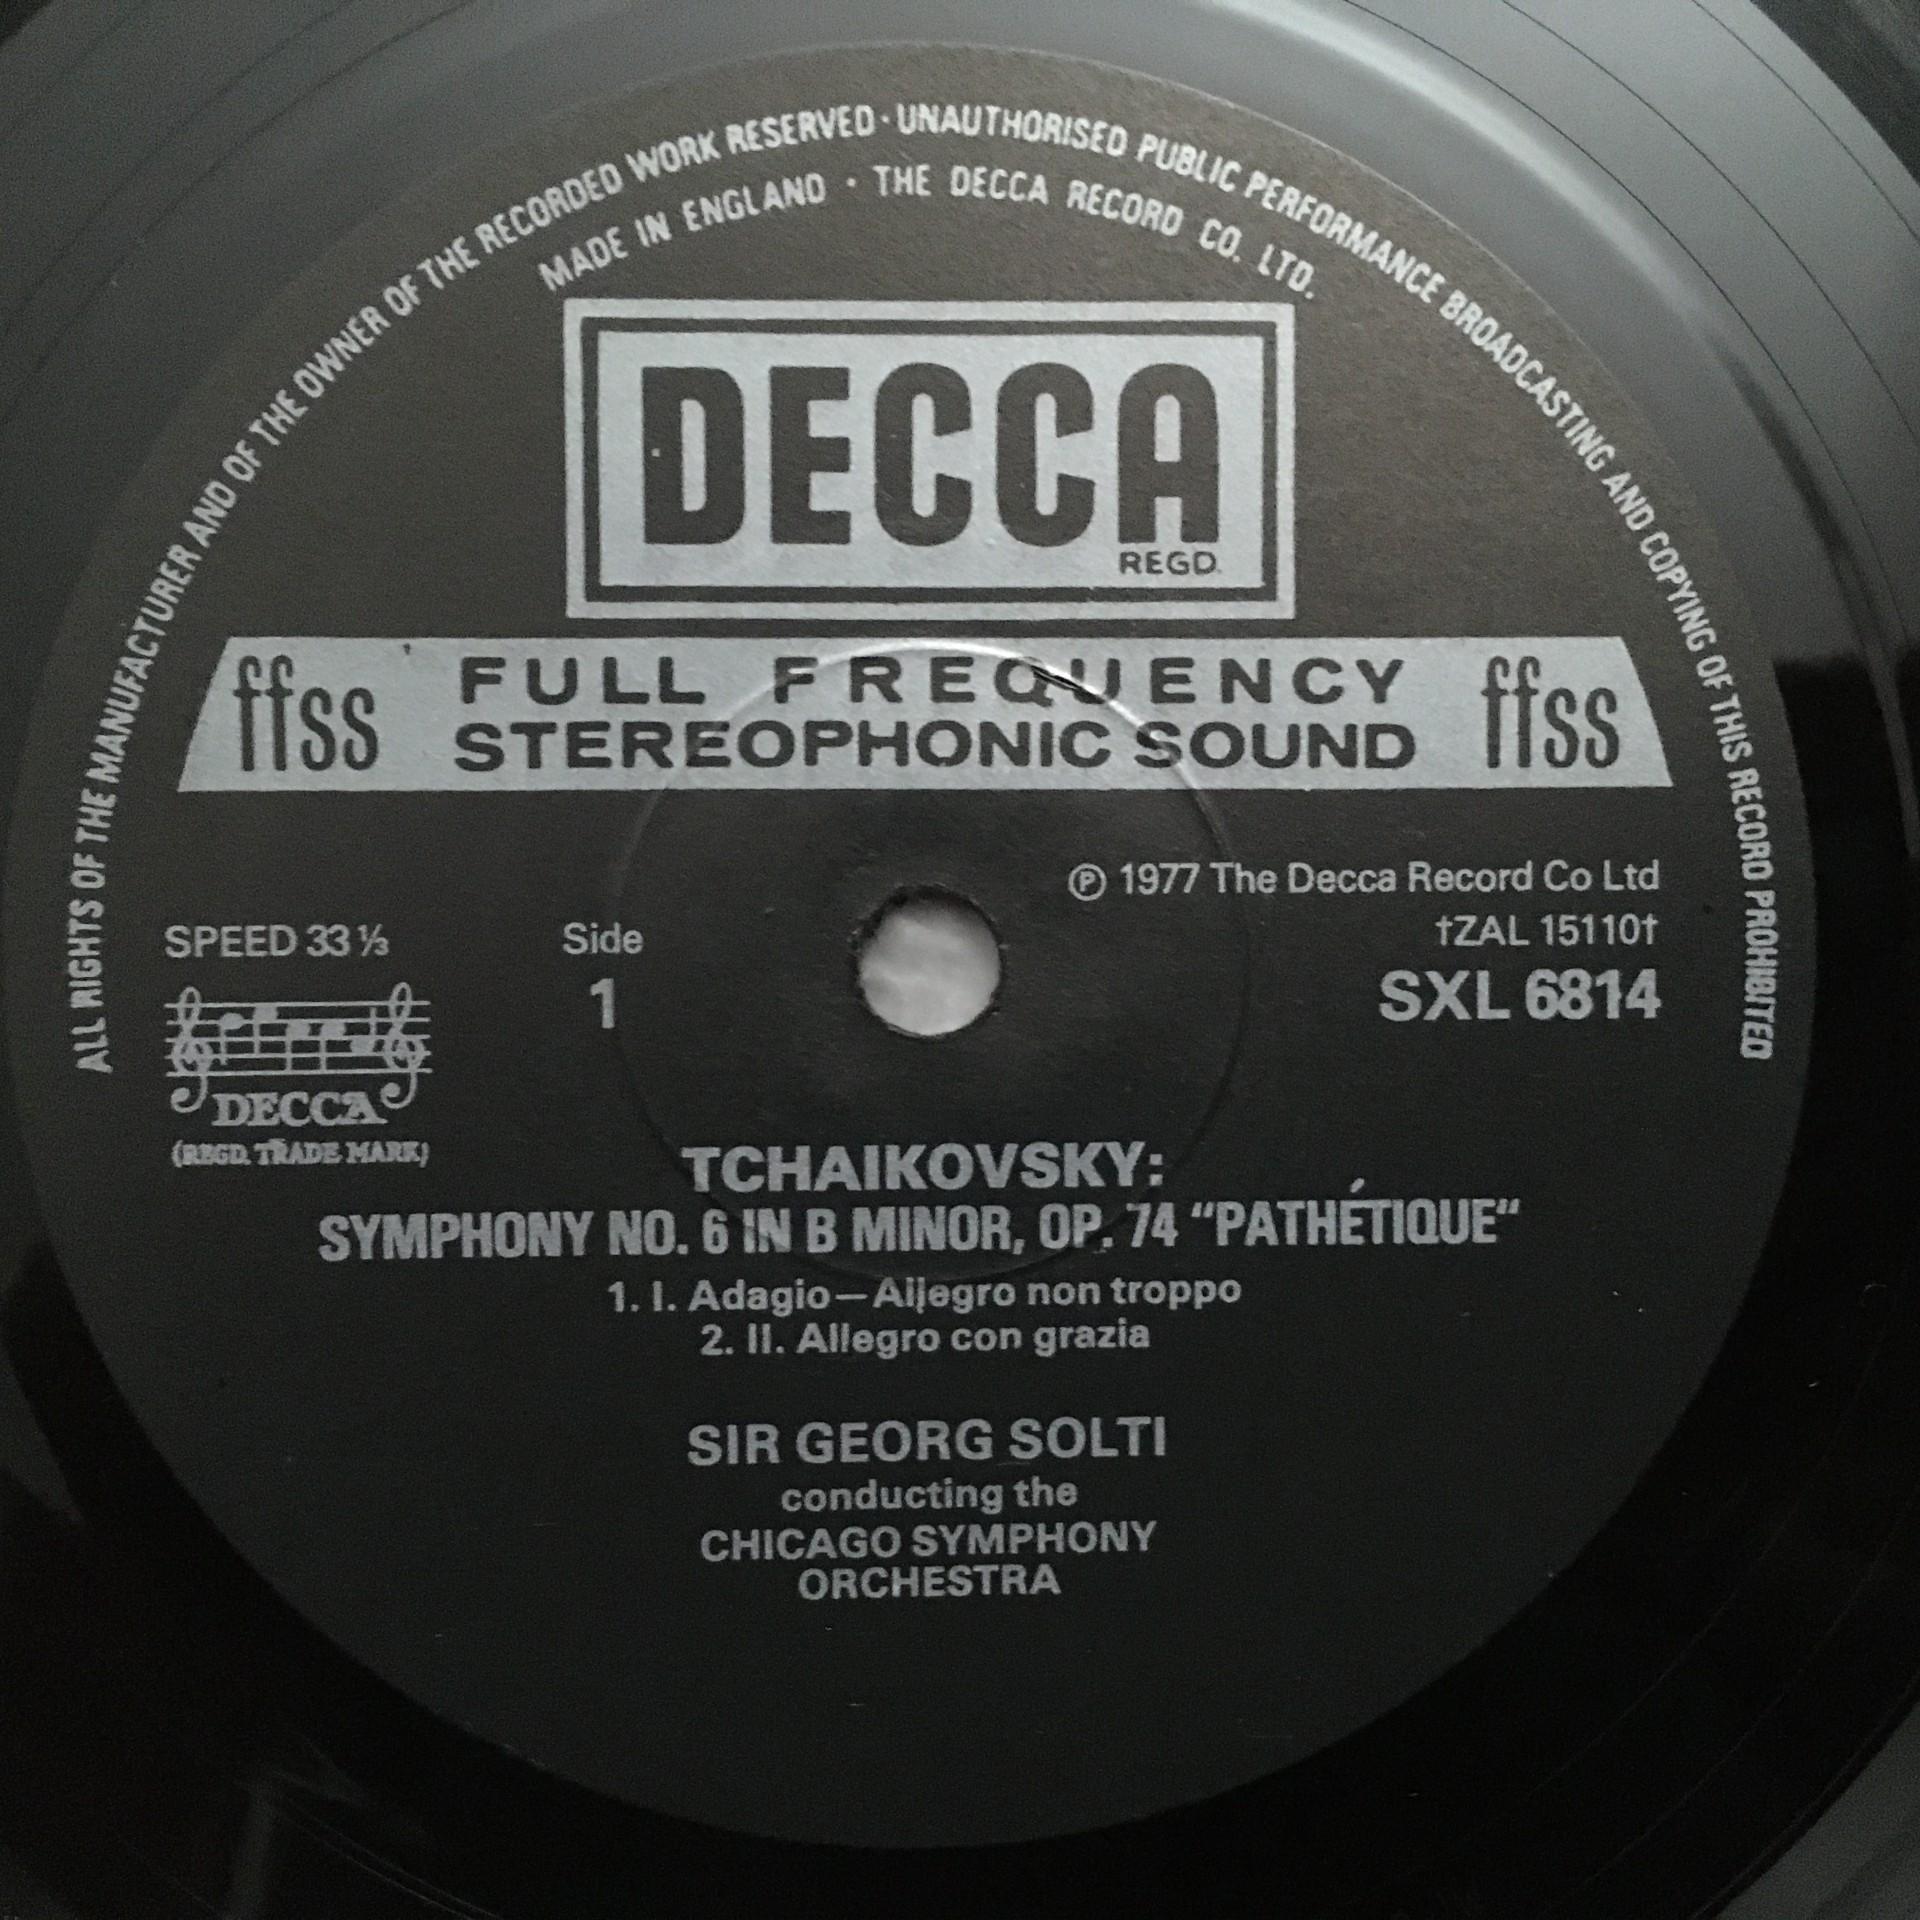 ALL RIGHTS OF THE MANUFACTURER AND OF THE OWNER OF THE RECORDED WORK RESERVED · UNAUTHORISED PUBLIC PERFORMANCE BROADCASTING AND COPYING OF THIS RECORD PROHIBITED
MADE IN ENGLAND · THE DECCA RECORD CO. LTD.
DECCA
REGD.
ffss FULL FREQUENCY STEREOPHONIC SOUND ffss
Ⓟ 1977 The Decca Record Co Ltd
†ZAL 15110†
SXL 6814
SPEED 33 ⅓
Side
1
DECCA
(REGD. TRADE MARK)
TCHAIKOVSKY:
SYMPHONY NO. 6 IN B MINOR, OP. 74 “PATHÉTIQUE“
1. I. Adagio—Allegro non troppo
2. II. Allegro con grazia
SIR GEORG SOLTI
conducting the
CHICAGO SYMPHONY
ORCHESTRA